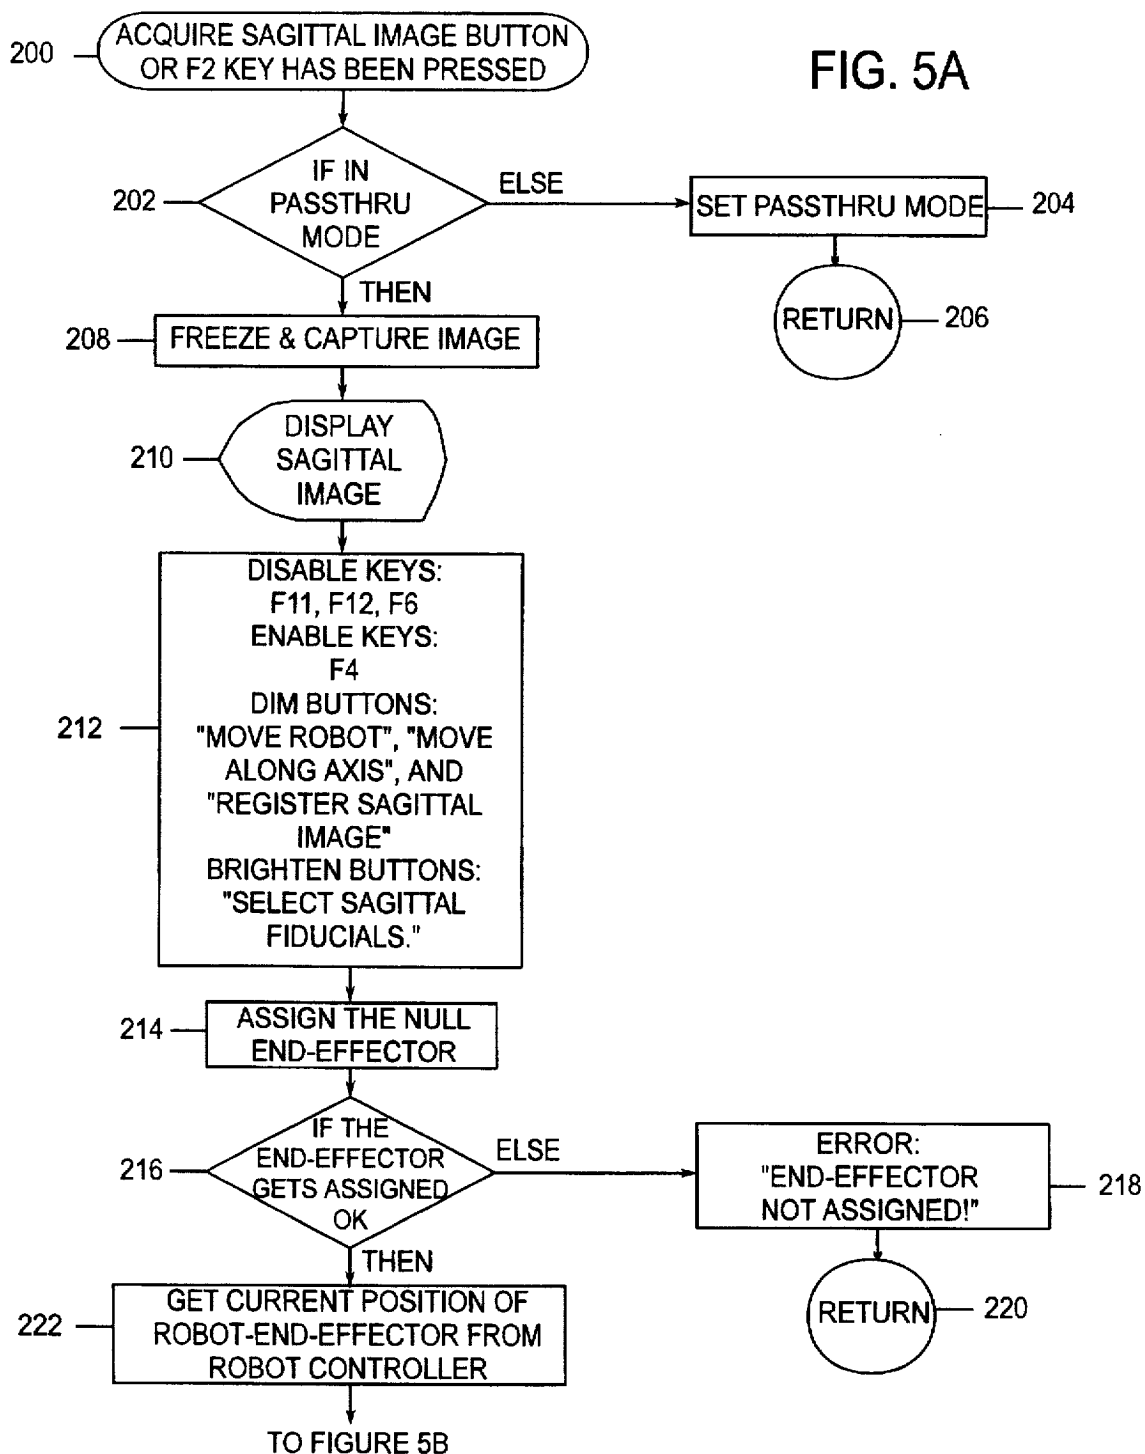 FIG. 5A
200
ACQUIRE SAGITTAL IMAGE BUTTON
OR F2 KEY HAS BEEN PRESSED
202
IF IN
PASSTHRU
MODE
ELSE
SET PASSTHRU MODE
204
RETURN
206
THEN
208
FREEZE & CAPTURE IMAGE
210
DISPLAY
SAGITTAL
IMAGE
212
DISABLE KEYS:
F11, F12, F6
ENABLE KEYS:
F4
DIM BUTTONS:
"MOVE ROBOT", "MOVE
ALONG AXIS", AND
"REGISTER SAGITTAL
IMAGE"
BRIGHTEN BUTTONS:
"SELECT SAGITTAL
FIDUCIALS."
214
ASSIGN THE NULL
END-EFFECTOR
216
IF THE
END-EFFECTOR
GETS ASSIGNED
OK
ELSE
ERROR:
"END-EFFECTOR
NOT ASSIGNED!"
218
RETURN
220
THEN
222
GET CURRENT POSITION OF
ROBOT-END-EFFECTOR FROM
ROBOT CONTROLLER
TO FIGURE 5B